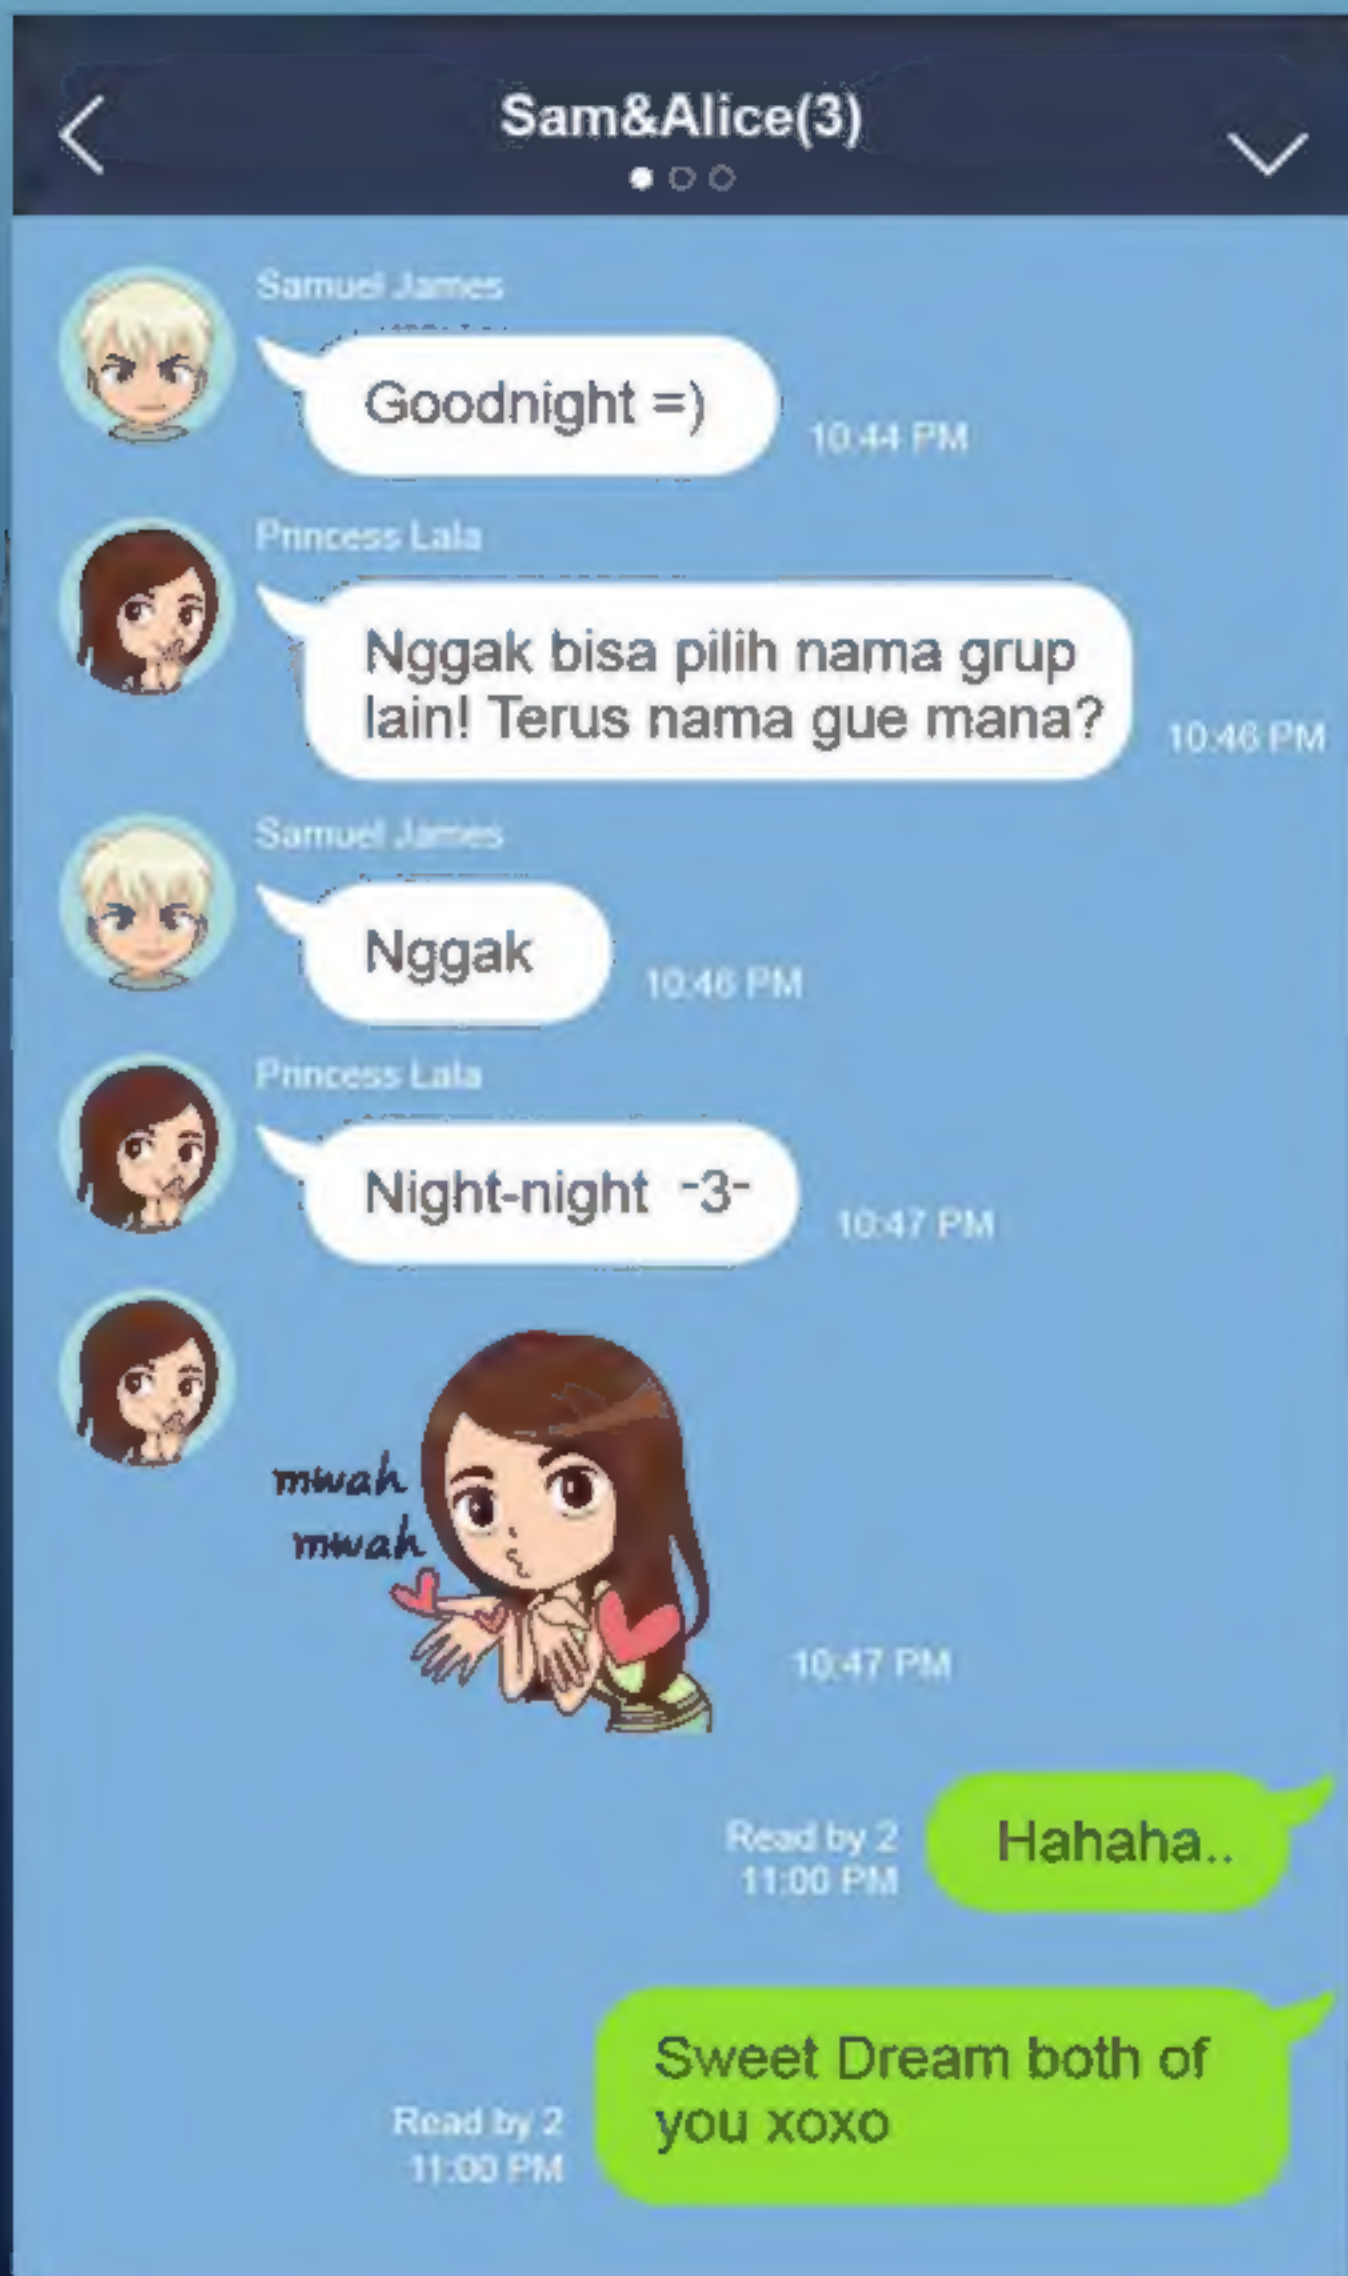 Sam&Alice(3)
Samuel James
Goodnight =)
10:44 PM
Princess Lala
Nggak bisa pilih nama grup
lain! Terus nama gue mana?
10:46 PM
Samuel James
Nggak
10:46 PM
Princess Lala
Night-night -3-
10:47 PM
mwah
mwah
10:47 PM
Hahaha..
Read by 2
11:00 PM
Sweet Dream both of
you xoxo
Read by 2
11:00 PM